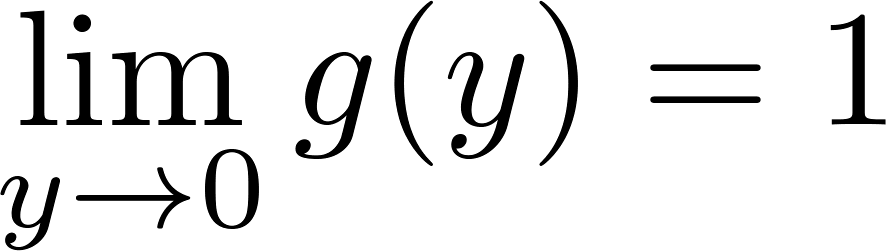 lim g(y) = 1
y→0